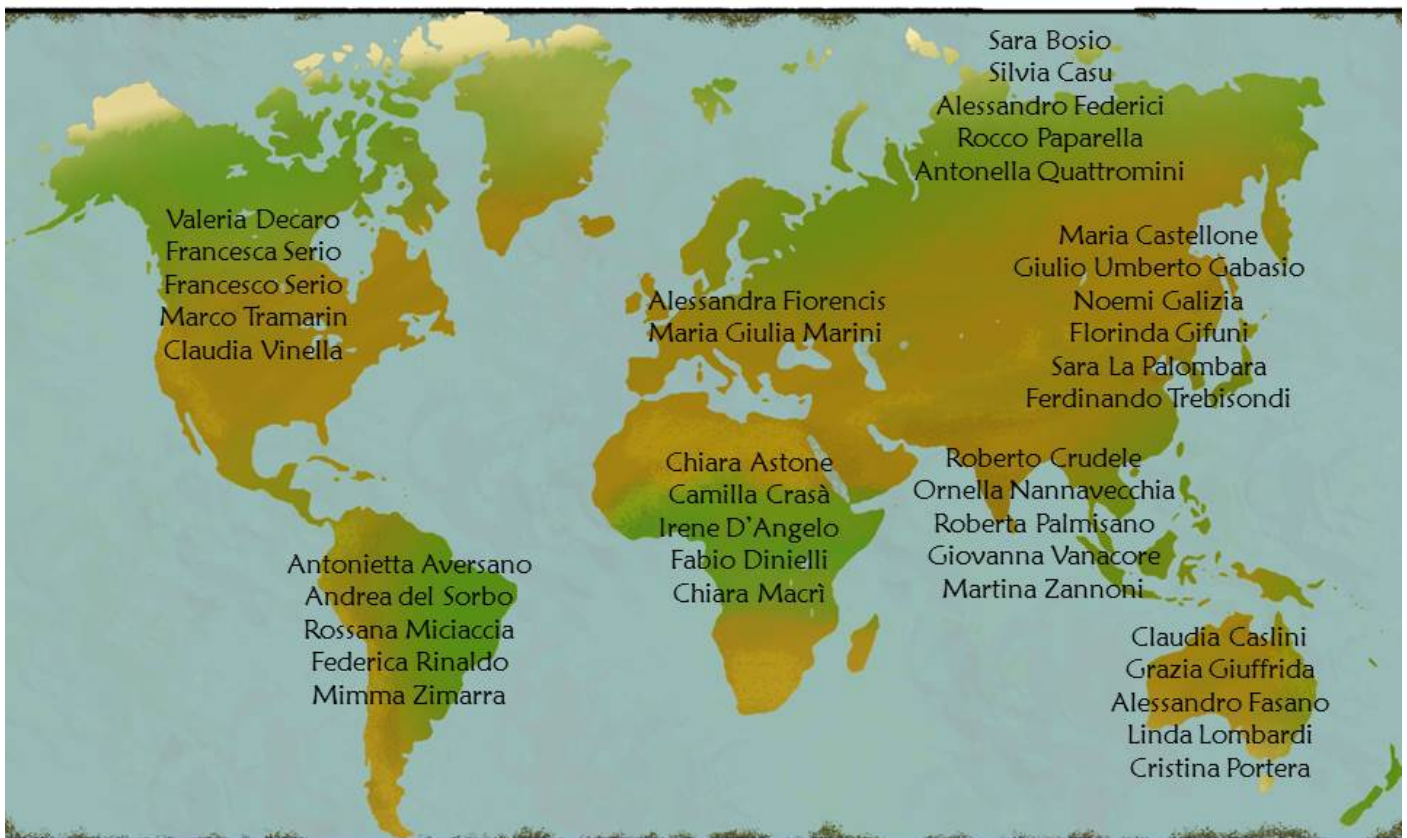 Sara Bosio
Silvia Casu
Alessandro Federici
Rocco Paparella
Antonella Quattromini
Valeria Decaro
Francesca Serio
Francesco Serio
Marco Tramarin
Claudia Vinella
Alessandra Fiorencis
Maria Giulia Marini
Maria Castellone
Giulio Umberto Gabasio
Noemi Galizia
Florinda Gifuni
Sara La Palombara
Ferdinando Trebisondi
Chiara Astone
Camilla Crasà
Irene D'Angelo
Fabio Dinielli
Chiara Macrì
Roberto Crudele
Ornella Nannavecchia
Roberta Palmisano
Giovanna Vanacore
Martina Zannoni
Antonietta Aversano
Andrea del Sorbo
Rossana Miciaccia
Federica Rinaldo
Mimma Zimarra
Claudia Caslini
Grazia Giuffrida
Alessandro Fasano
Linda Lombardi
Cristina Portera